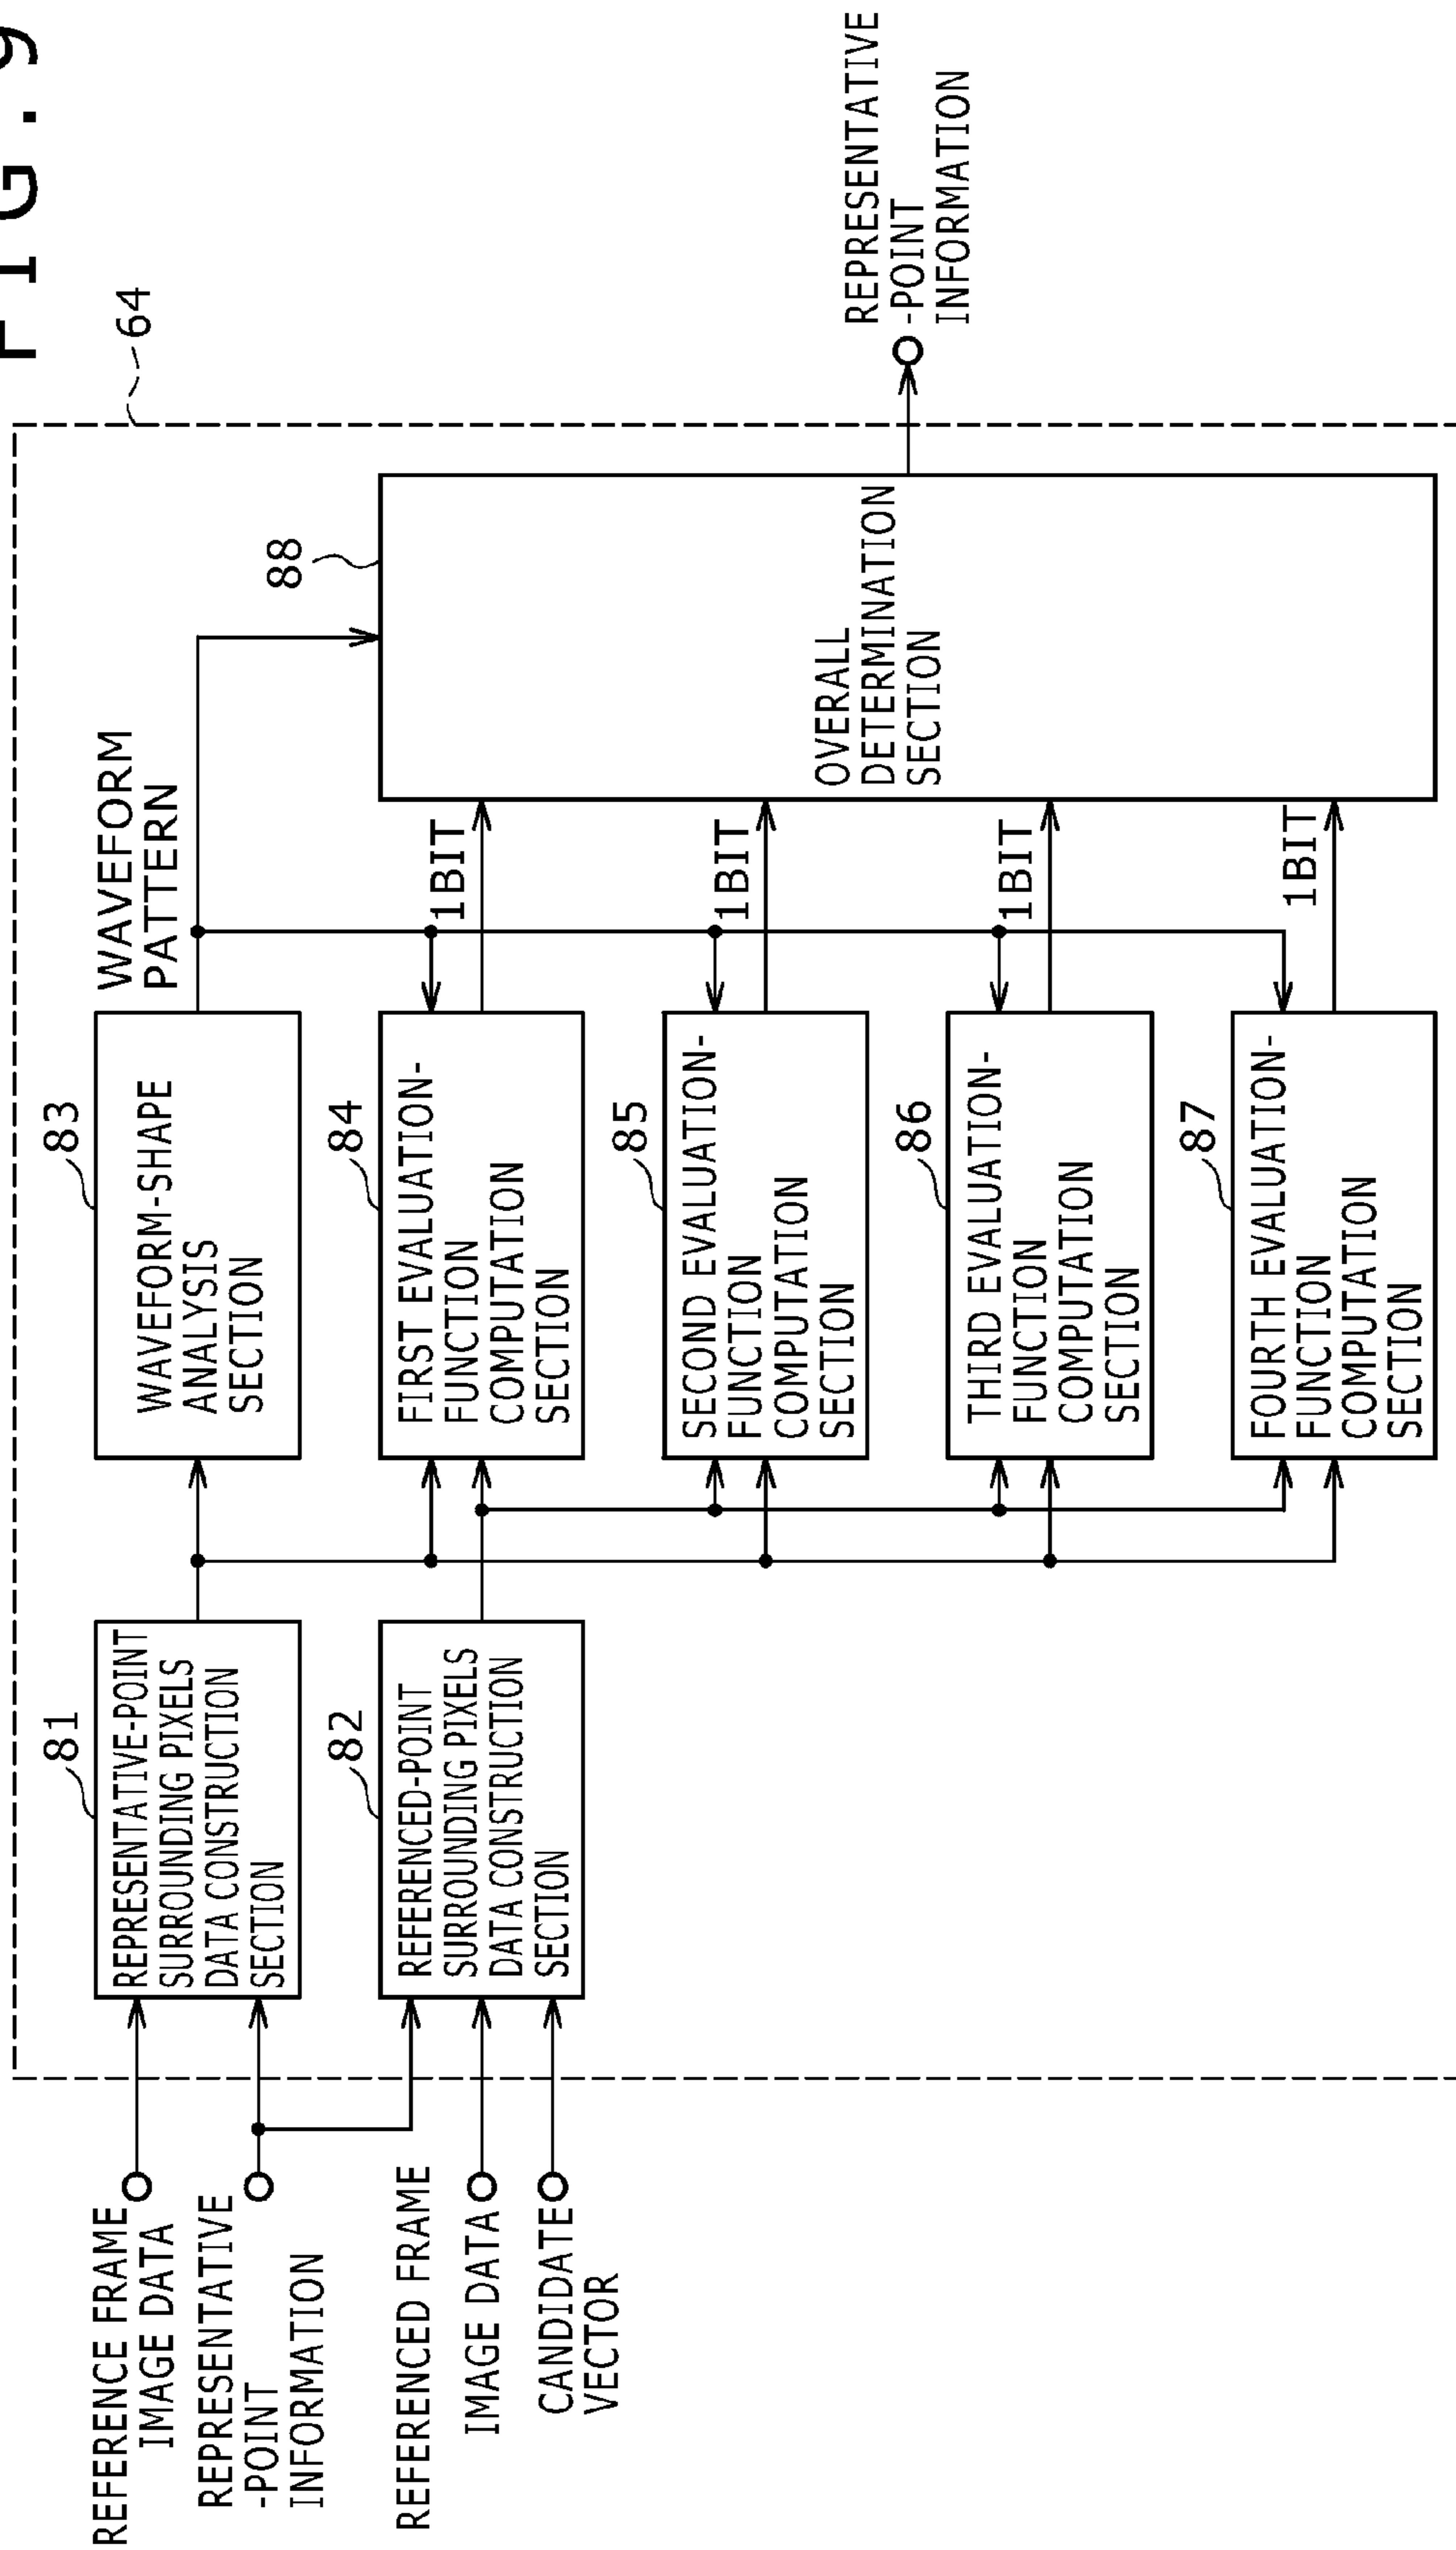 FIG. 9
64
REFERENCE FRAME
IMAGE DATA
REPRESENTATIVE
-POINT
INFORMATION
REFERENCED FRAME
IMAGE DATA
CANDIDATE
VECTOR
81
REPRESENTATIVE-POINT
SURROUNDING PIXELS
DATA CONSTRUCTION
SECTION
82
REFERENCED-POINT
SURROUNDING PIXELS
DATA CONSTRUCTION
SECTION
83
WAVEFORM-SHAPE
ANALYSIS
SECTION
84
FIRST EVALUATION-
FUNCTION
COMPUTATION
SECTION
85
SECOND EVALUATION-
FUNCTION
COMPUTATION
SECTION
86
THIRD EVALUATION-
FUNCTION
COMPUTATION
SECTION
87
FOURTH EVALUATION-
FUNCTION
COMPUTATION
SECTION
WAVEFORM
PATTERN
1BIT
1BIT
1BIT
1BIT
88
OVERALL
DETERMINATION
SECTION
REPRESENTATIVE
-POINT
INFORMATION